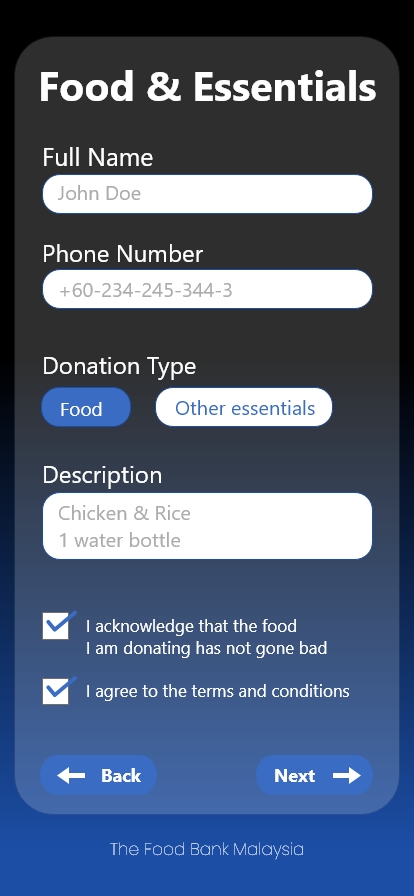 Food & Essentials
Full Name
John Doe
Phone Number
+60-234-245-344-3
Donation Type
Food
Other essentials
Description
Chicken & Rice
1 water bottle
I acknowledge that the food
I am donating has not gone bad
I agree to the terms and conditions
Back
Next
The Food Bank Malaysia